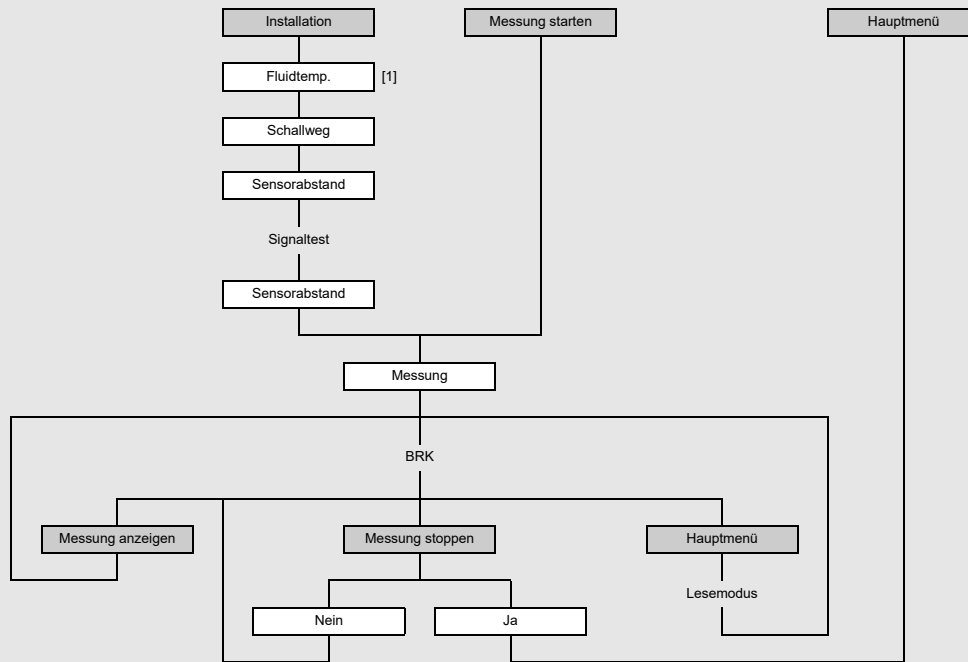 Installation
Messung starten
Hauptmenü
Fluidtemp.
[1]
Schallweg
Sensorabstand
Signaltest
Sensorabstand
Messung
BRK
Messung anzeigen
Messung stoppen
Hauptmenü
Lesemodus
Nein
Ja